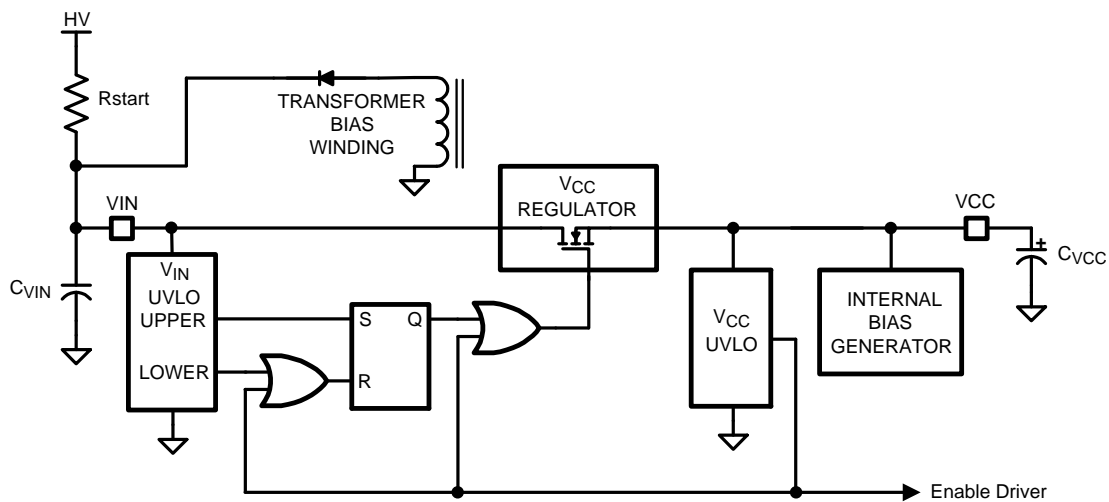 HV
Rstart
TRANSFORMER
BIAS
WINDING
VCC
REGULATOR
VIN
VCC
CVIN
VIN
UVLO
UPPER
LOWER
S
Q
R
VCC
UVLO
INTERNAL
BIAS
GENERATOR
+
CVCC
Enable Driver